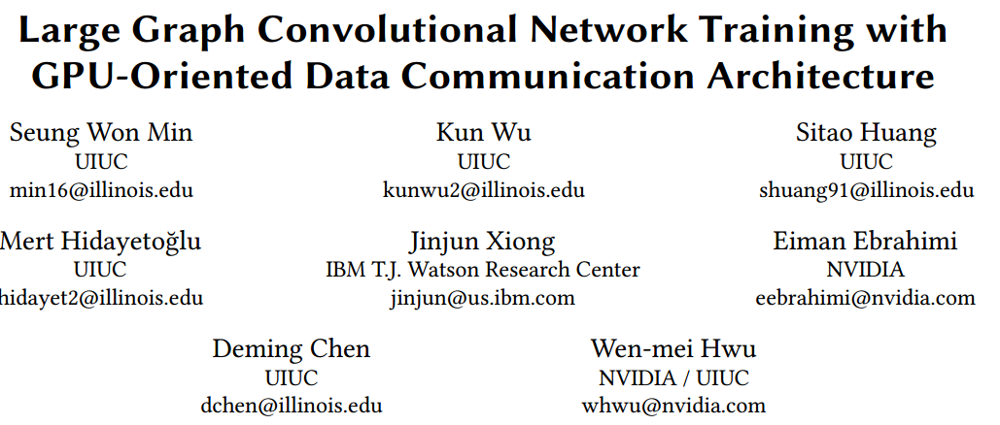 Large Graph Convolutional Network Training with
GPU-Oriented Data Communication Architecture
Seung Won Min
UIUC
min16@illinois.edu
Kun Wu
UIUC
kunwu2@illinois.edu
Sitao Huang
UIUC
shuang91@illinois.edu
Mert Hidayetoğlu
UIUC
hidayet2@illinois.edu
Jinjun Xiong
IBM T.J. Watson Research Center
jinjun@us.ibm.com
Eiman Ebrahimi
NVIDIA
eebrahimi@nvidia.com
Deming Chen
UIUC
dchen@illinois.edu
Wen-mei Hwu
NVIDIA / UIUC
whwu@nvidia.com